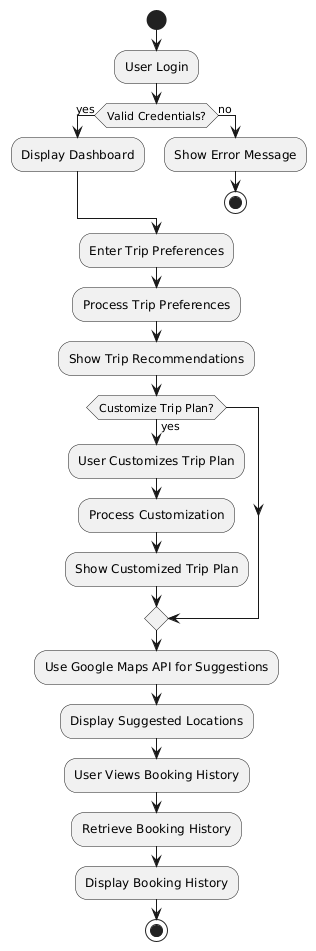 User Login
yes
Valid Credentials?
no
Display Dashboard
Show Error Message
Enter Trip Preferences
Process Trip Preferences
Show Trip Recommendations
Customize Trip Plan?
yes
User Customizes Trip Plan
Process Customization
Show Customized Trip Plan
Use Google Maps API for Suggestions
Display Suggested Locations
User Views Booking History
Retrieve Booking History
Display Booking History